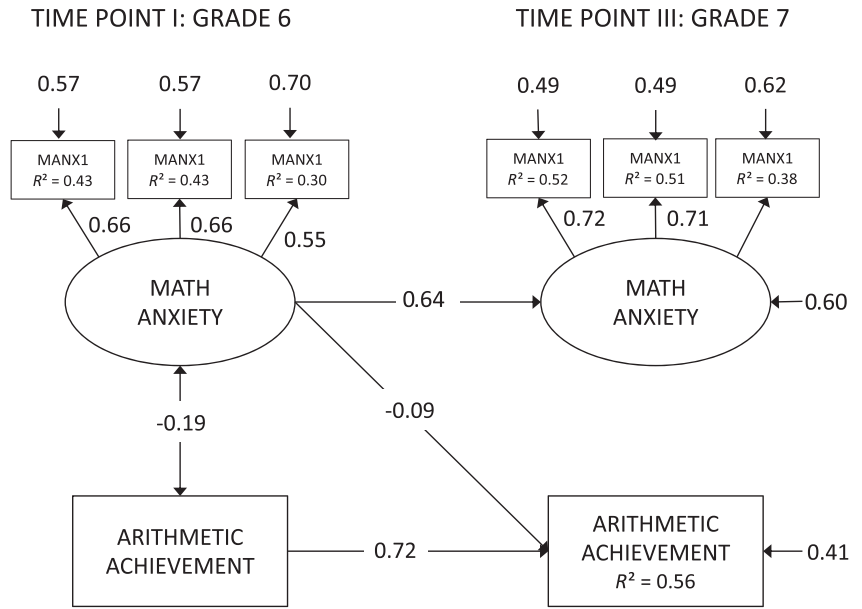 TIME POINT I: GRADE 6
TIME POINT III: GRADE 7
0.57
0.57
0.70
0.49
0.49
0.62
MANX1
R² = 0.43
MANX1
R² = 0.43
MANX1
R² = 0.30
MANX1
R² = 0.52
MANX1
R² = 0.51
MANX1
R² = 0.38
0.66
0.66
0.55
0.72
0.71
MATH
ANXIETY
0.64
MATH
ANXIETY
0.60
-0.19
-0.09
ARITHMETIC
ACHIEVEMENT
0.72
ARITHMETIC
ACHIEVEMENT
R² = 0.56
0.41